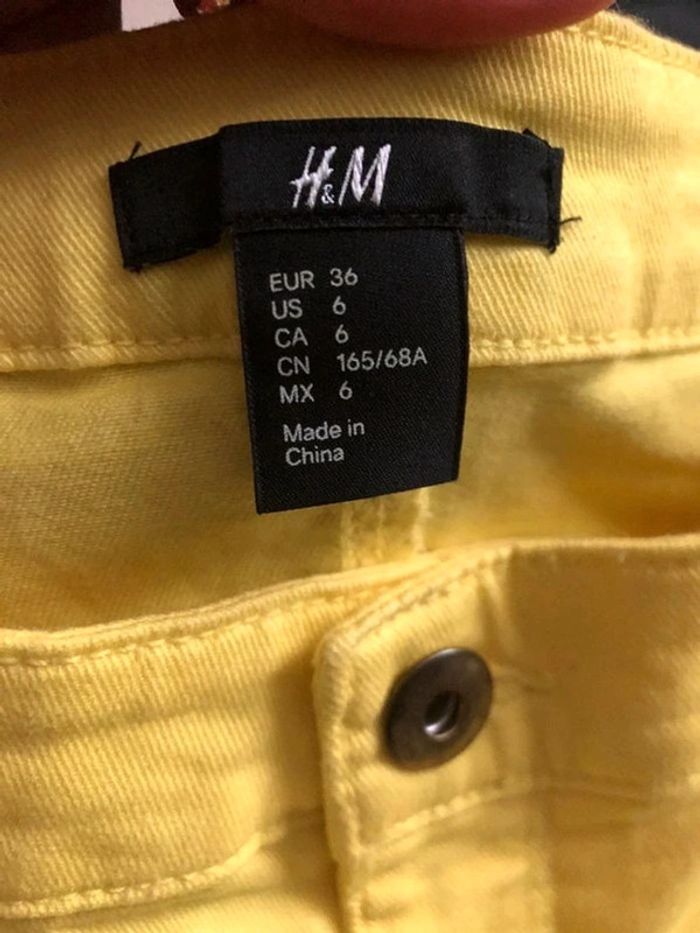 H&M
EUR 36
US 6
CA 6
CN 165/68A
MX 6
Made in
China